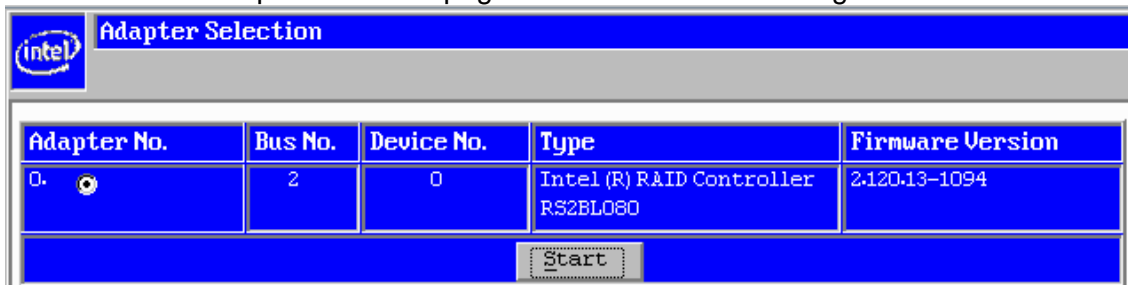 intel
Adapter Selection
Adapter No. Bus No. Device No. Type Firmware Version
0. 2 0 Intel (R) RAID Controller 2.120.13-1094
RS2BL080
Start